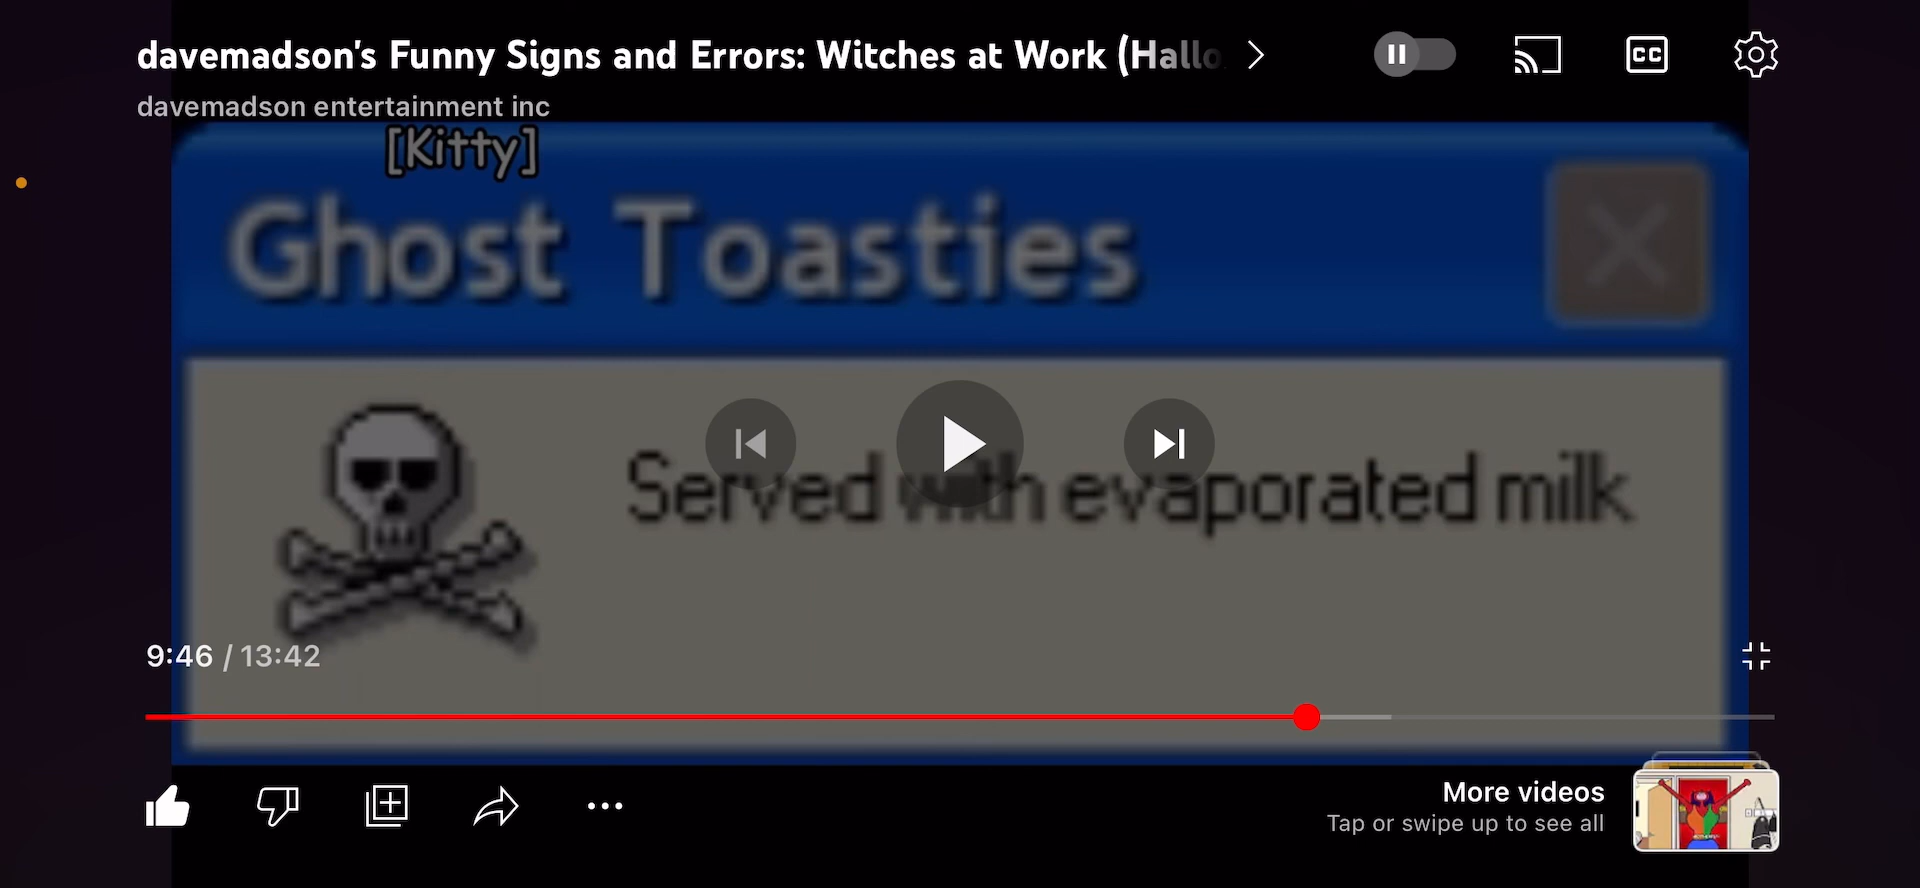 davemadson's Funny Signs and Errors: Witches at Work (Hallo
davemadson entertainment inc
CC
[Kitty]
Ghost Toasties
Served with evaporated milk
9:46 / 13:42
More videos
Tap or swipe up to see all